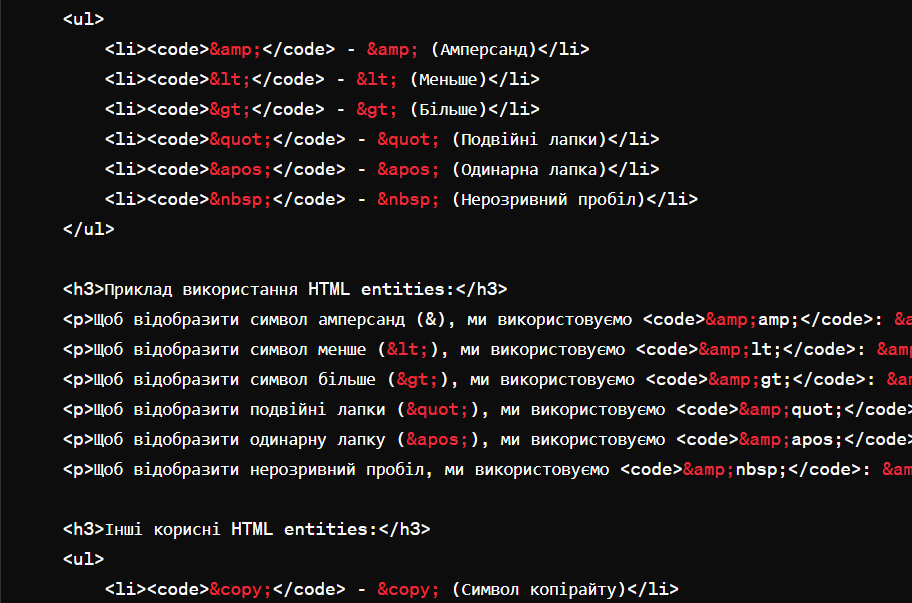 <ul>
<li><code>&amp;</code> - &amp; (Амперсанд)</li>
<li><code>&lt;</code> - &lt; (Меньше)</li>
<li><code>&gt;</code> - &gt; (Більше)</li>
<li><code>&quot;</code> - &quot; (Подвійні лапки)</li>
<li><code>&apos;</code> - &apos; (Одинарна лапка)</li>
<li><code>&nbsp;</code> - &nbsp; (Нерозривний пробіл)</li>
</ul>
<h3>Приклад використання HTML entities:</h3>
<p>Щоб відобразити символ амперсанд (&), ми використовуємо <code>&amp;amp;</code>: &a
<p>Щоб відобразити символ менше (&lt;), ми використовуємо <code>&amp;lt;</code>: &amp
<p>Щоб відобразити символ більше (&gt;), ми використовуємо <code>&amp;gt;</code>: &am
<p>Щоб відобразити подвійні лапки (&quot;), ми використовуємо <code>&amp;quot;</code>
<p>Щоб відобразити одинарну лапку (&apos;), ми використовуємо <code>&amp;apos;</code>
<p>Щоб відобразити нерозривний пробіл, ми використовуємо <code>&amp;nbsp;</code>: &am
<h3>Інші корисні HTML entities:</h3>
<ul>
<li><code>&copy;</code> - &copy; (Символ копірайту)</li>